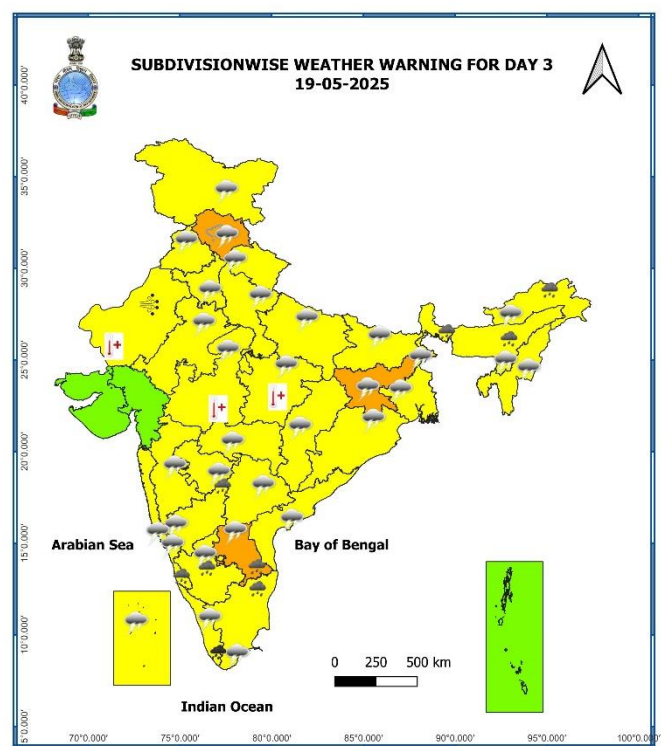 SUBDIVISIONWISE WEATHER WARNING FOR DAY 3
19-05-2025
40°0.000'
35°0.000'
30°0.000'
25°0.000'
20°0.000'
15°0.000'
10°0.000'
5°0.000'
Arabian Sea
Bay of Bengal
0 250 500 km
Indian Ocean
70°0.000' 75°0.000' 80°0.000' 85°0.000' 90°0.000' 95°0.000' 100°0.000'